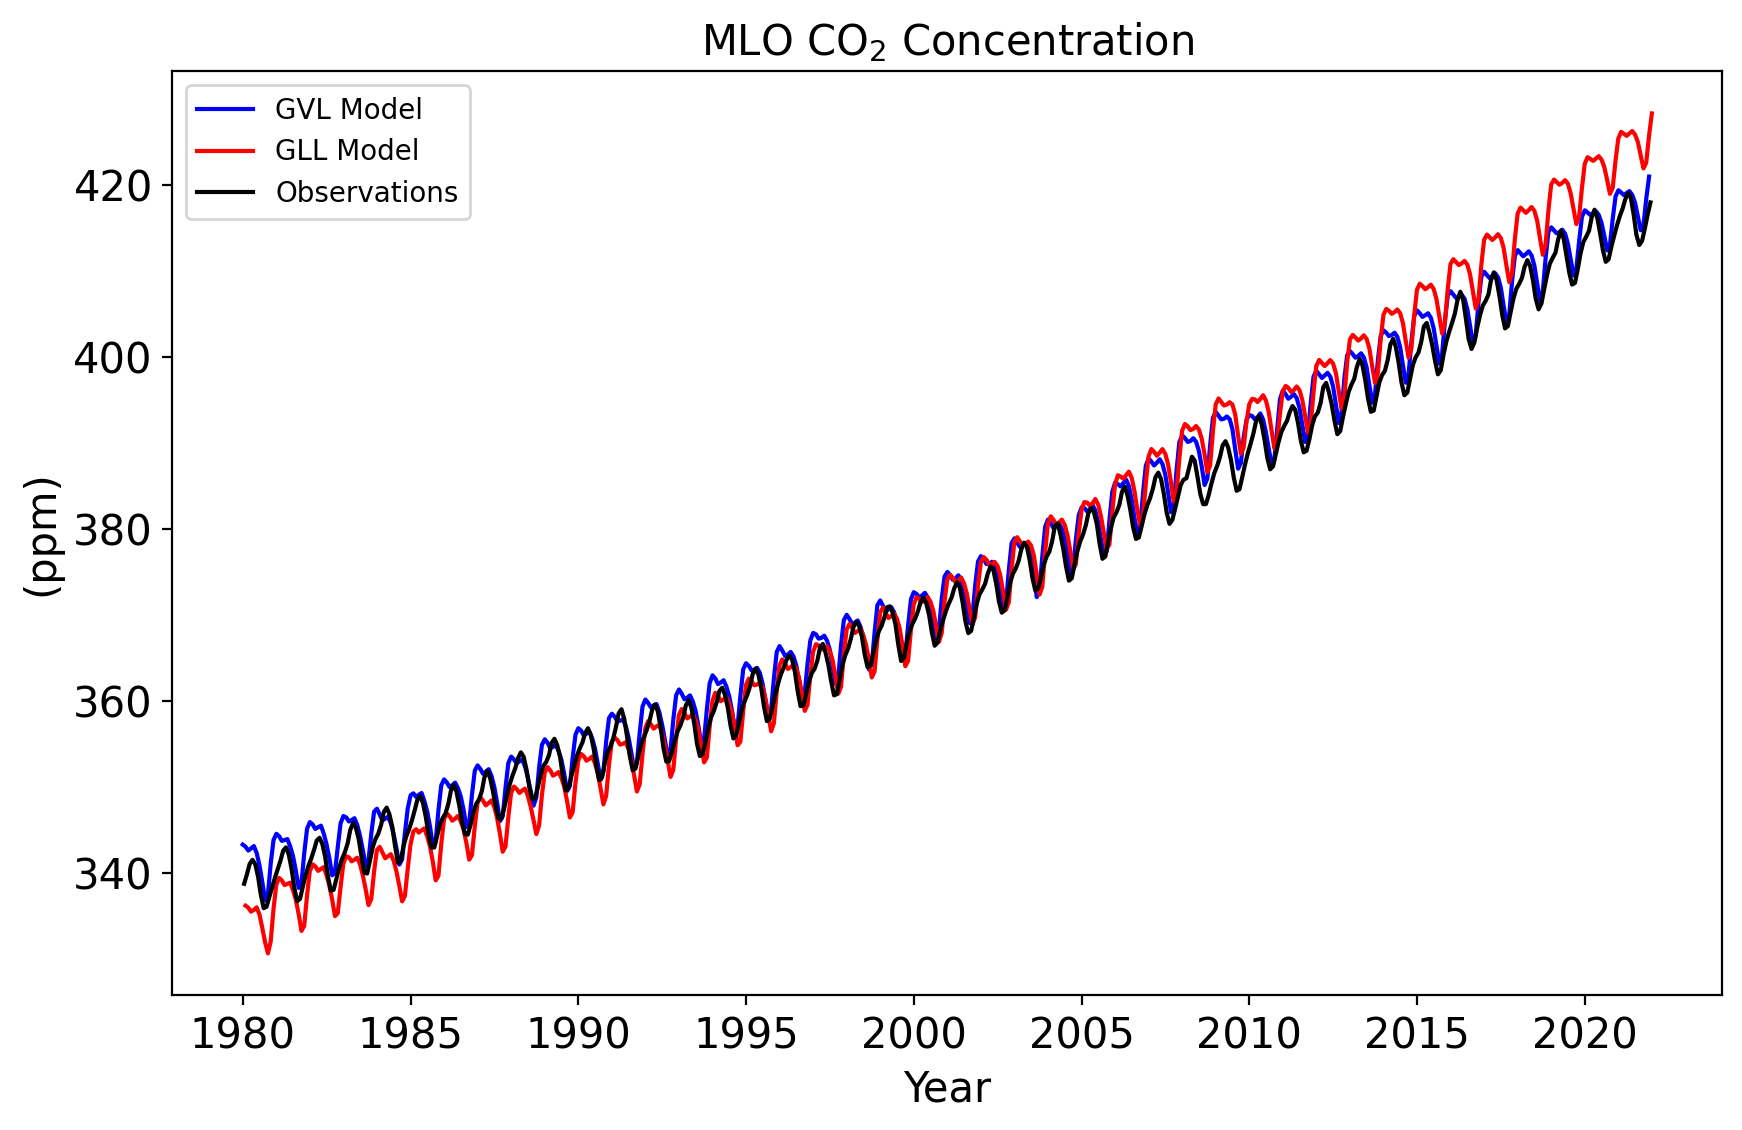 MLO CO₂ Concentration
GVL Model
GLL Model
Observations
(ppm)
420
400
380
360
340
1980 1985 1990 1995 2000 2005 2010 2015 2020
Year